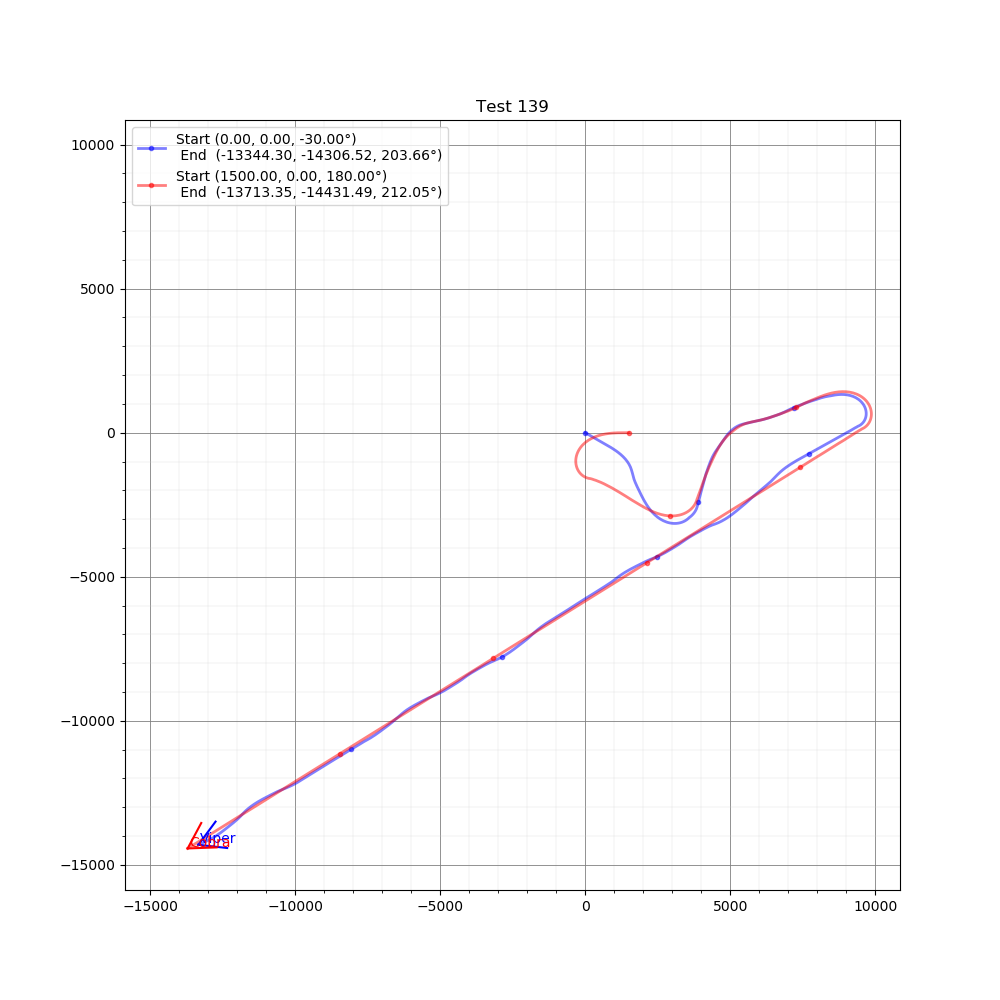 Test 139
Start (0.00, 0.00, -30.00°)
End (-13344.30, -14306.52, 203.66°)
Start (1500.00, 0.00, 180.00°)
End (-13713.35, -14431.49, 212.05°)
10000
5000
0
−5000
−10000
−15000
Viper
−15000 −10000 −5000 0 5000 10000